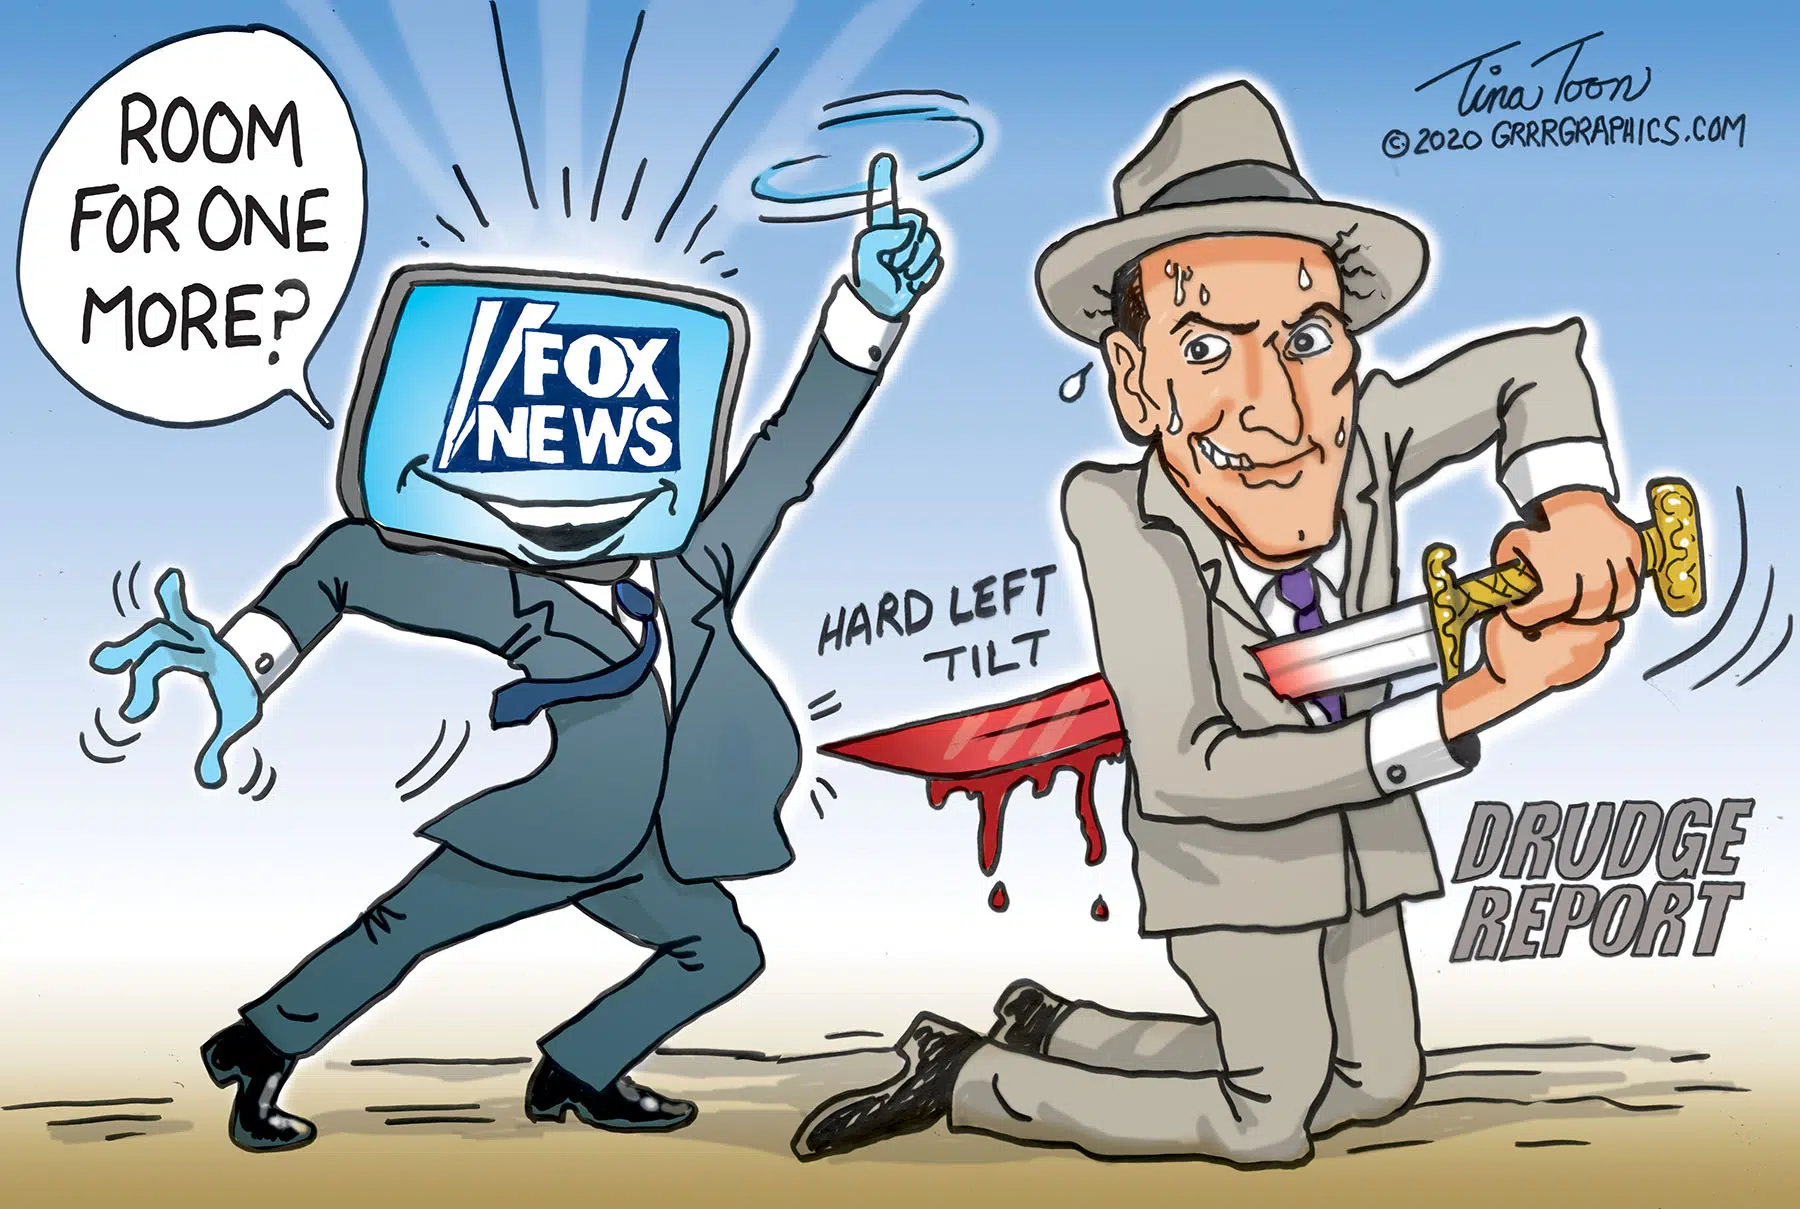 ROOM
FOR ONE
MORE?
Tina Toon
©2020 GRRRGRAPHICS.COM
FOX
NEWS
HARD LEFT
TILT
DRUDGE
REPORT